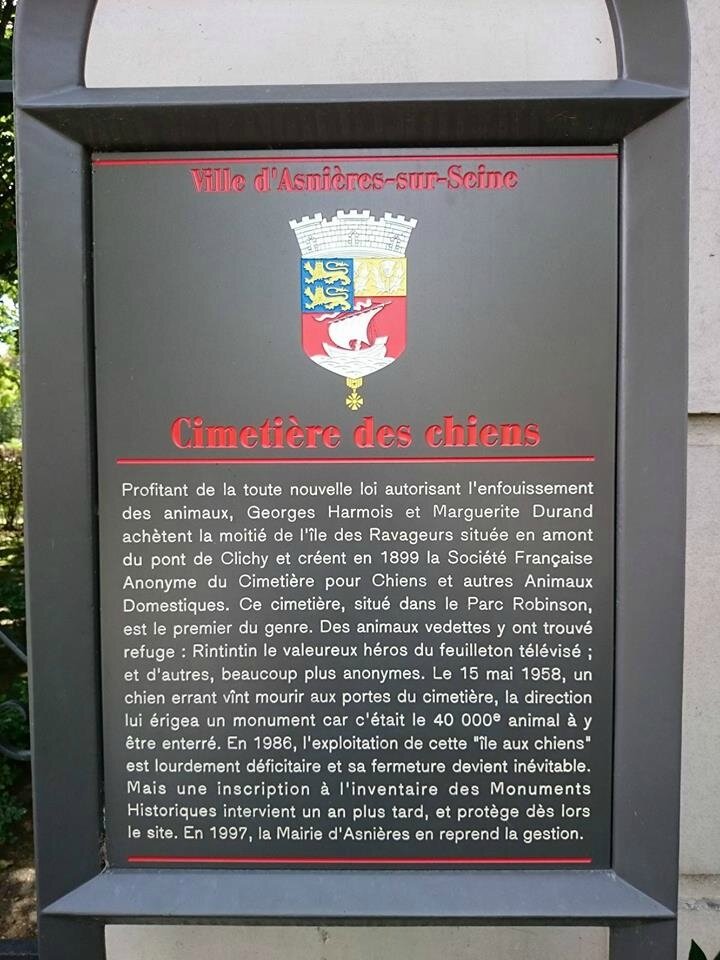 Ville d'Asnières-sur-Seine
Cimetière des chiens
Profitant de la toute nouvelle loi autorisant l'enfouissement
des animaux, Georges Harmois et Marguerite Durand
achètent la moitié de l'île des Ravageurs située en amont
du pont de Clichy et créent en 1899 la Société Française
Anonyme du Cimetière pour Chiens et autres Animaux
Domestiques. Ce cimetière, situé dans le Parc Robinson,
est le premier du genre. Des animaux vedettes y ont trouvé
refuge : Rintintin le valeureux héros du feuilleton télévisé ;
et d'autres, beaucoup plus anonymes. Le 15 mai 1958, un
chien errant vînt mourir aux portes du cimetière, la direction
lui érigea un monument car c'était le 40 000e animal à y
être enterré. En 1986, l'exploitation de cette "île aux chiens"
est lourdement déficitaire et sa fermeture devient inévitable.
Mais une inscription à l'inventaire des Monuments
Historiques intervient un an plus tard, et protège dès lors
le site. En 1997, la Mairie d'Asnières en reprend la gestion.